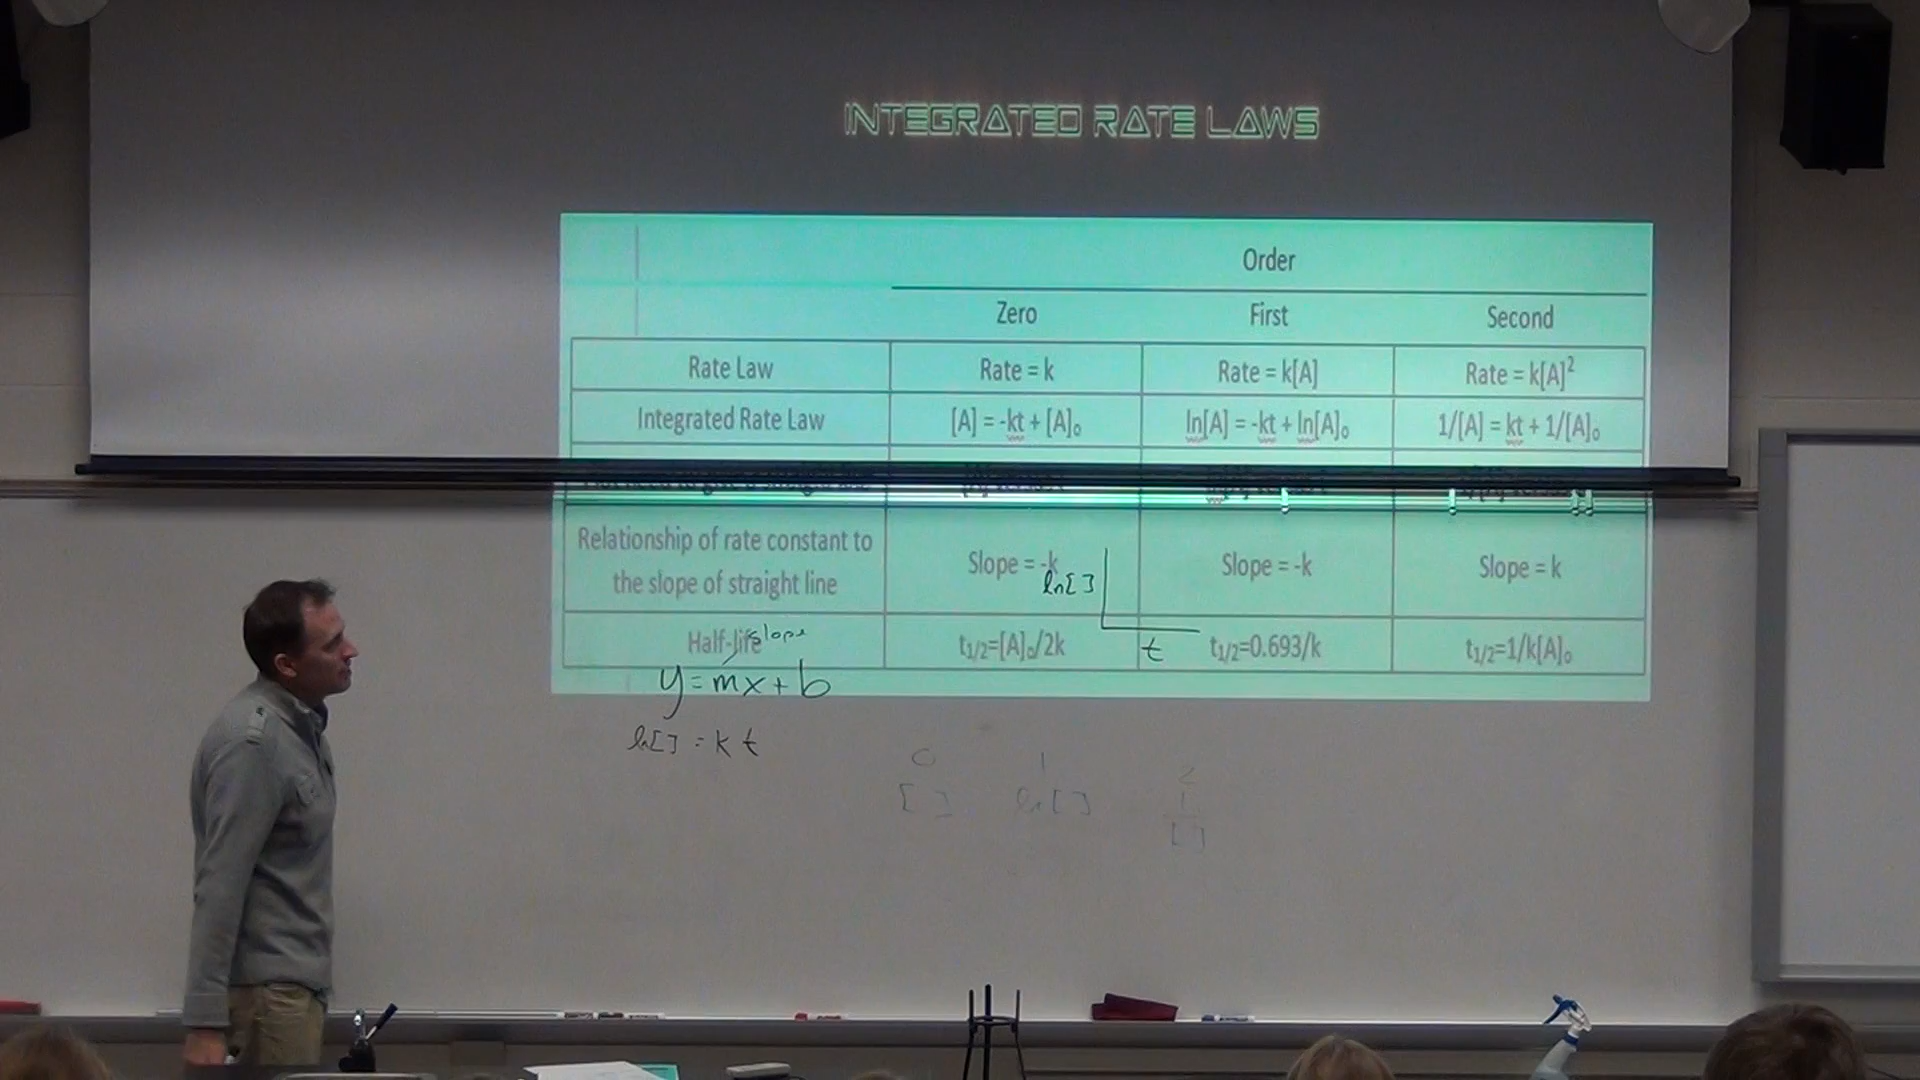 INTEGRATED RATE LAWS
Order
Zero First Second
Rate Law Rate = k Rate = k[A] Rate = k[A]²
Integrated Rate Law [A] = -kt + [A]₀ ln[A] = -kt + ln[A]₀ 1/[A] = kt + 1/[A]₀
Relationship of rate constant to
the slope of straight line Slope = -k Slope = -k Slope = k
ln[ ]
Half-life t1/2=[A]₀/2k t1/2=0.693/k t1/2=1/k[A]₀
slope
t
y = mx + b
ln[ ] = k t
0 1 2
[ ] ln[ ] 1/[ ]